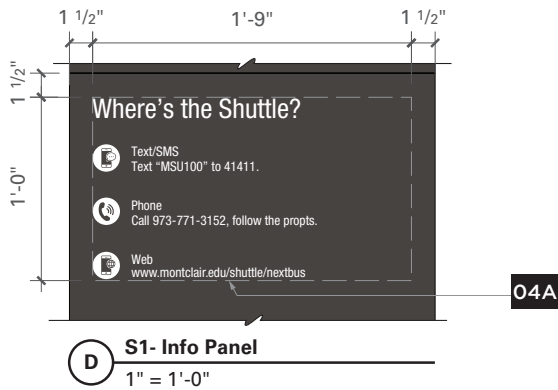 1 1/2" 1'-9" 1 1/2"
1 1/2"
1'-0"
Where's the Shuttle?
Text/SMS
Text “MSU100” to 41411.
Phone
Call 973-771-3152, follow the propts.
Web
www.montclair.edu/shuttle/nextbus
04A
D S1- Info Panel
1" = 1'-0"